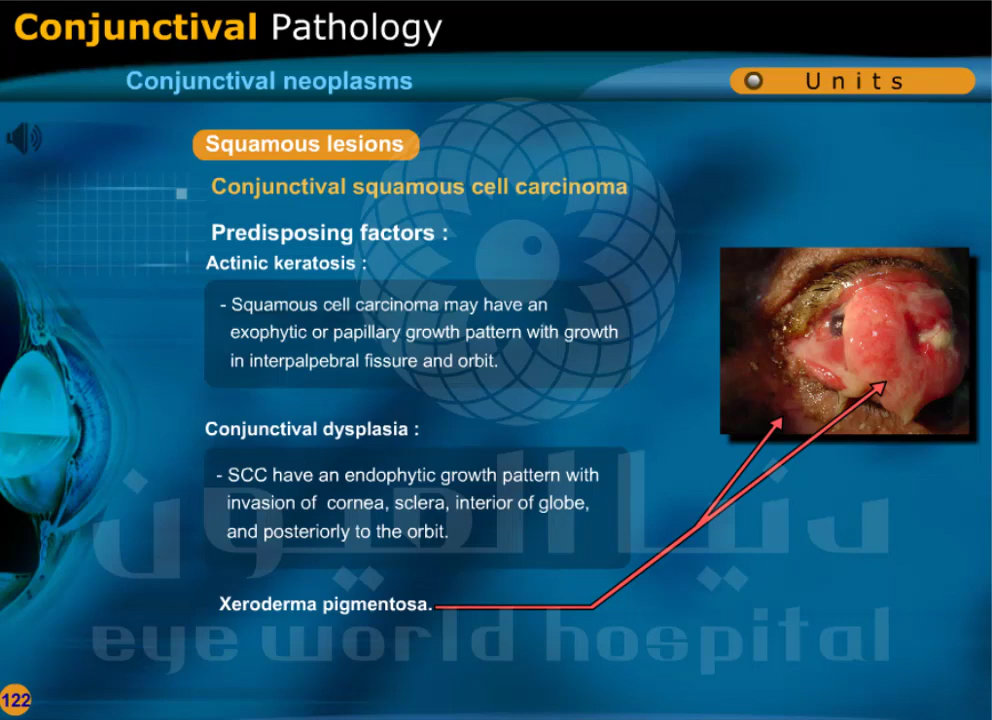 Conjunctival Pathology
Conjunctival neoplasms
Units
Squamous lesions
Conjunctival squamous cell carcinoma
Predisposing factors :
Actinic keratosis :
- Squamous cell carcinoma may have an
exophytic or papillary growth pattern with growth
in interpalpebral fissure and orbit.
Conjunctival dysplasia :
- SCC have an endophytic growth pattern with
invasion of cornea, sclera, interior of globe,
and posteriorly to the orbit.
دنيا العيون
Xeroderma pigmentosa.
eye world hospital
122